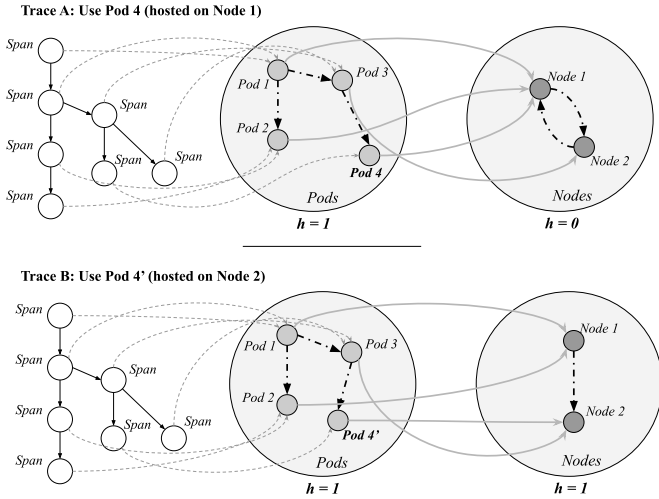 Trace A: Use Pod 4 (hosted on Node 1)
Span
Span
Span
Span
Span
Span
Span
Pod 1
Pod 3
Pod 2
Pod 4
Pods
h = 1
Node 1
Node 2
Nodes
h = 0
Trace B: Use Pod 4’ (hosted on Node 2)
Span
Span
Span
Span
Span
Span
Span
Pod 1
Pod 3
Pod 2
Pod 4’
Pods
h = 1
Node 1
Node 2
Nodes
h = 1